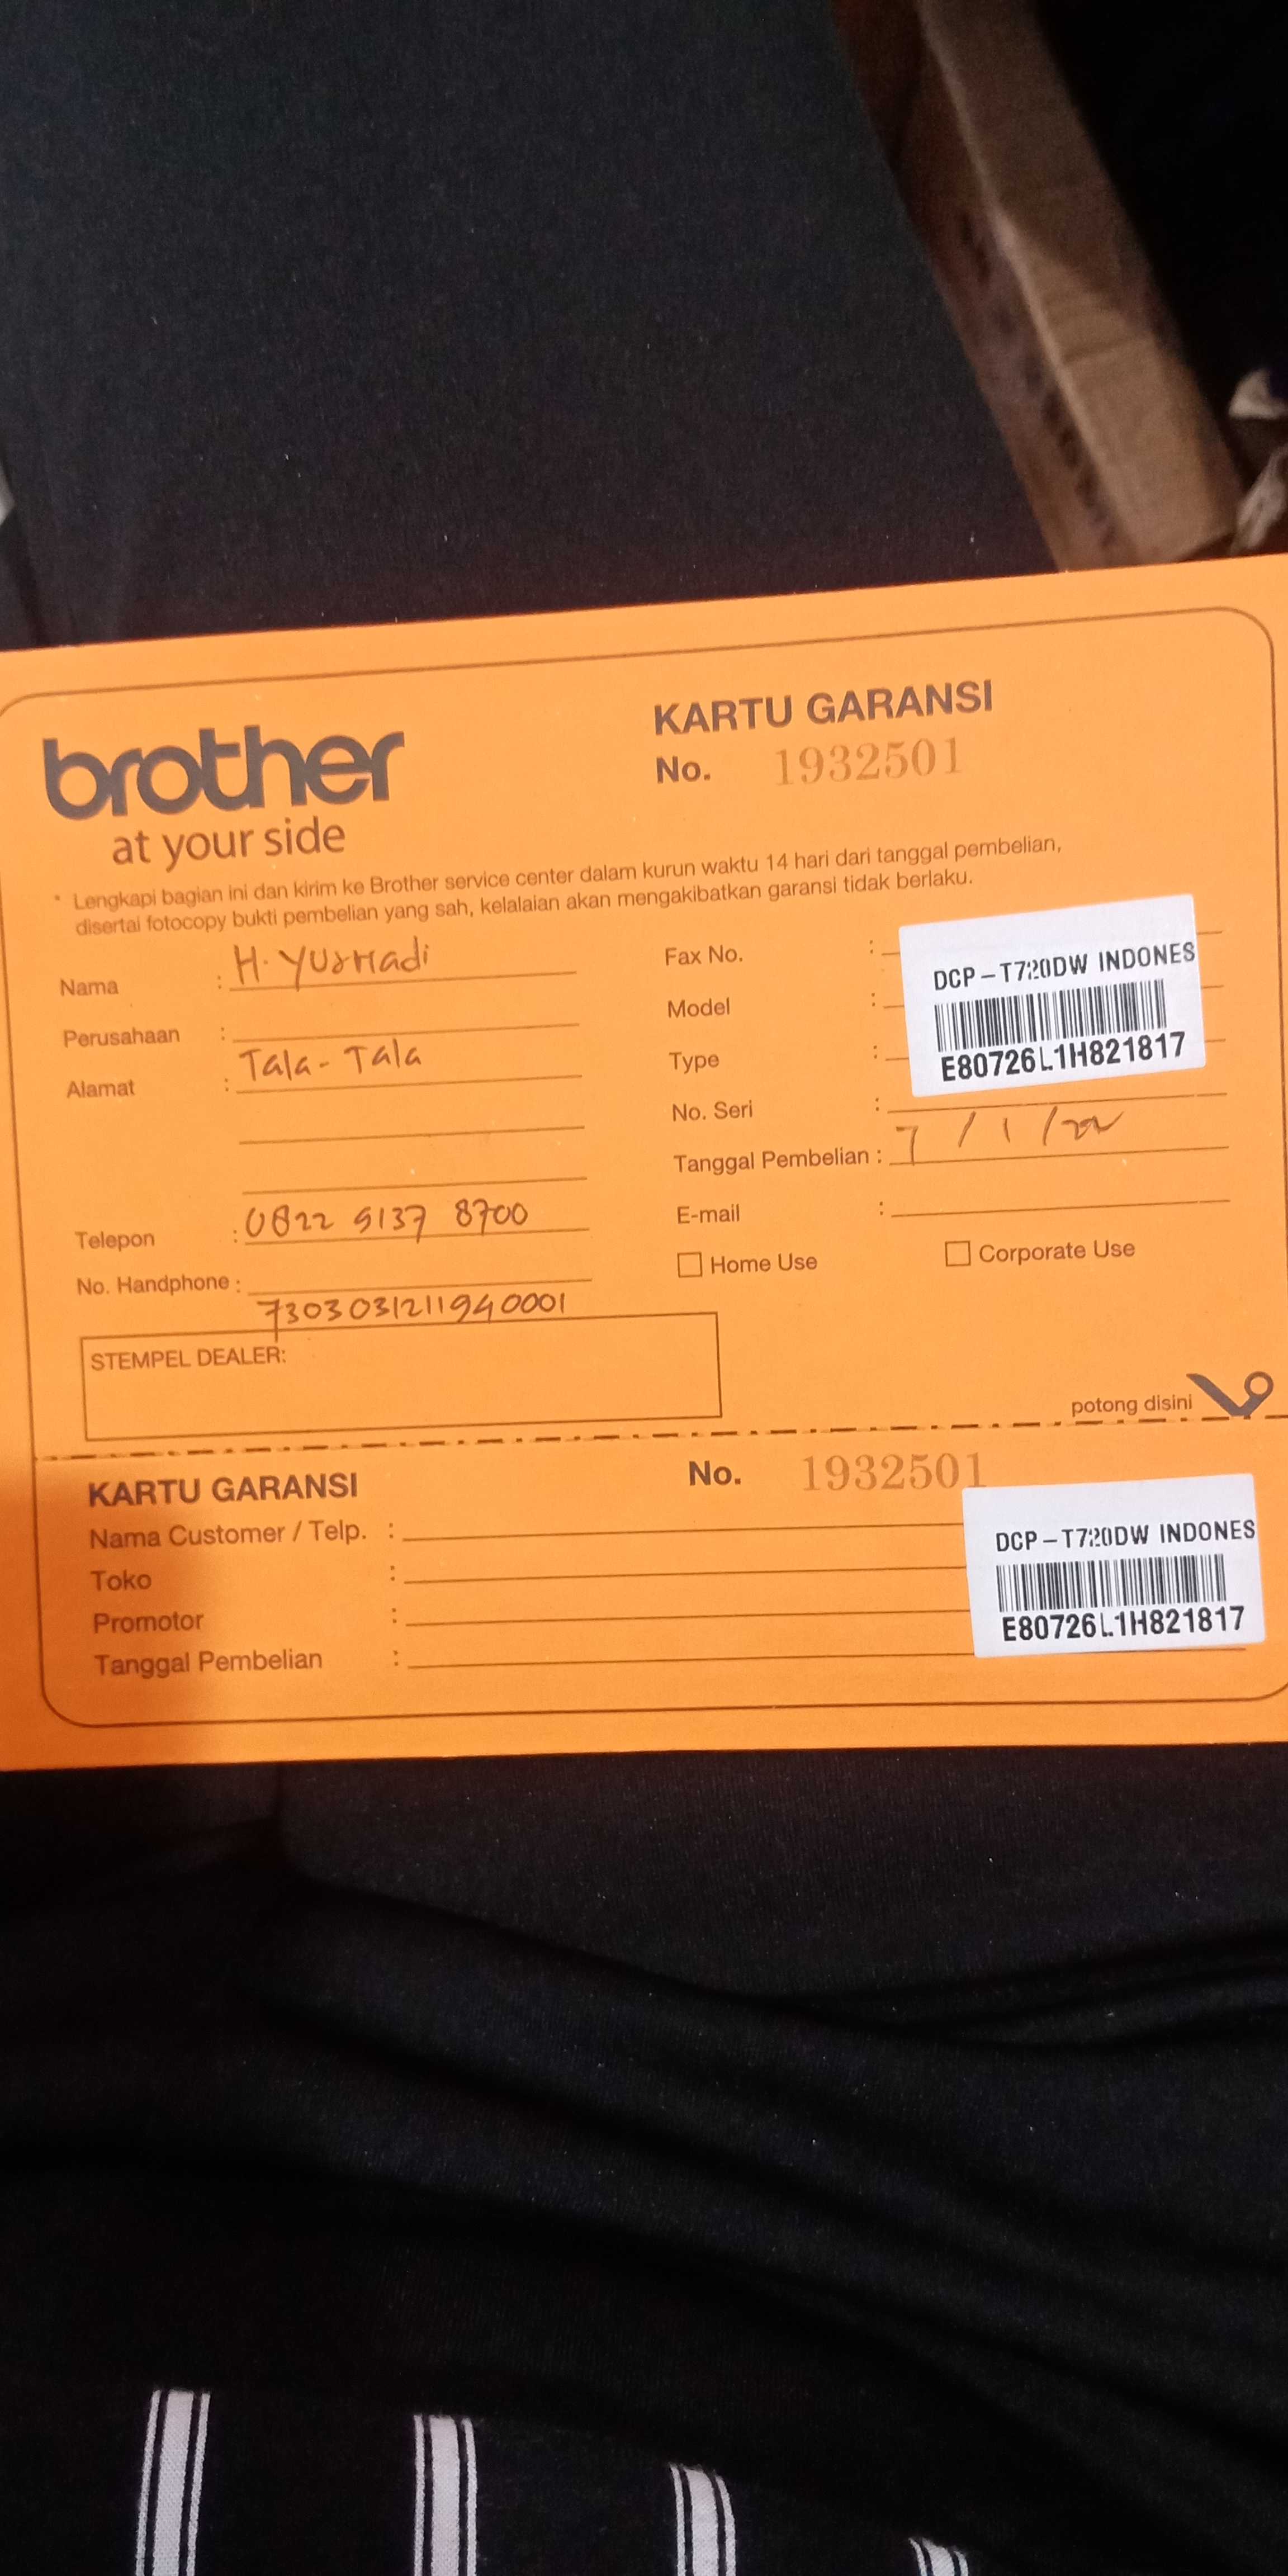 brother
at your side
KARTU GARANSI
No. 1932501
* Lengkapi bagian ini dan kirim ke Brother service center dalam kurun waktu 14 hari dari tanggal pembelian,
disertai fotocopy bukti pembelian yang sah, kelalaian akan mengakibatkan garansi tidak berlaku.
Nama : H. Yusriadi
Perusahaan :
Alamat : Tala-Tala
Telepon : 0822 9137 8700
No. Handphone :
7303031211940001
STEMPEL DEALER:
Fax No. :
Model :
Type :
No. Seri :
DCP-T720DW INDONES
E80726L1H821817
Tanggal Pembelian : 7/1/22
E-mail :
Home Use
Corporate Use
potong disini
KARTU GARANSI
No. 1932501
Nama Customer / Telp. :
Toko :
Promotor :
Tanggal Pembelian :
DCP-T720DW INDONES
E80726L1H821817